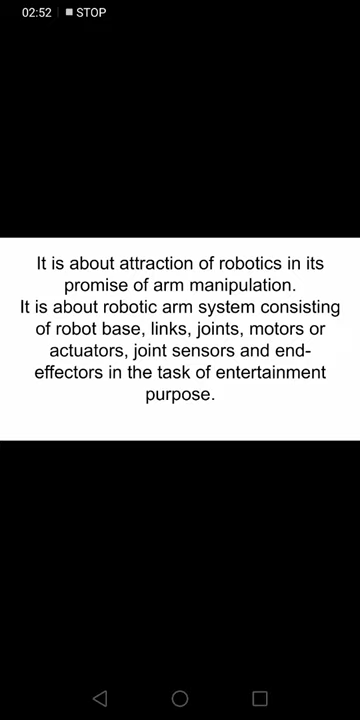 02:52 STOP
It is about attraction of robotics in its
promise of arm manipulation.
It is about robotic arm system consisting
of robot base, links, joints, motors or
actuators, joint sensors and end-
effectors in the task of entertainment
purpose.